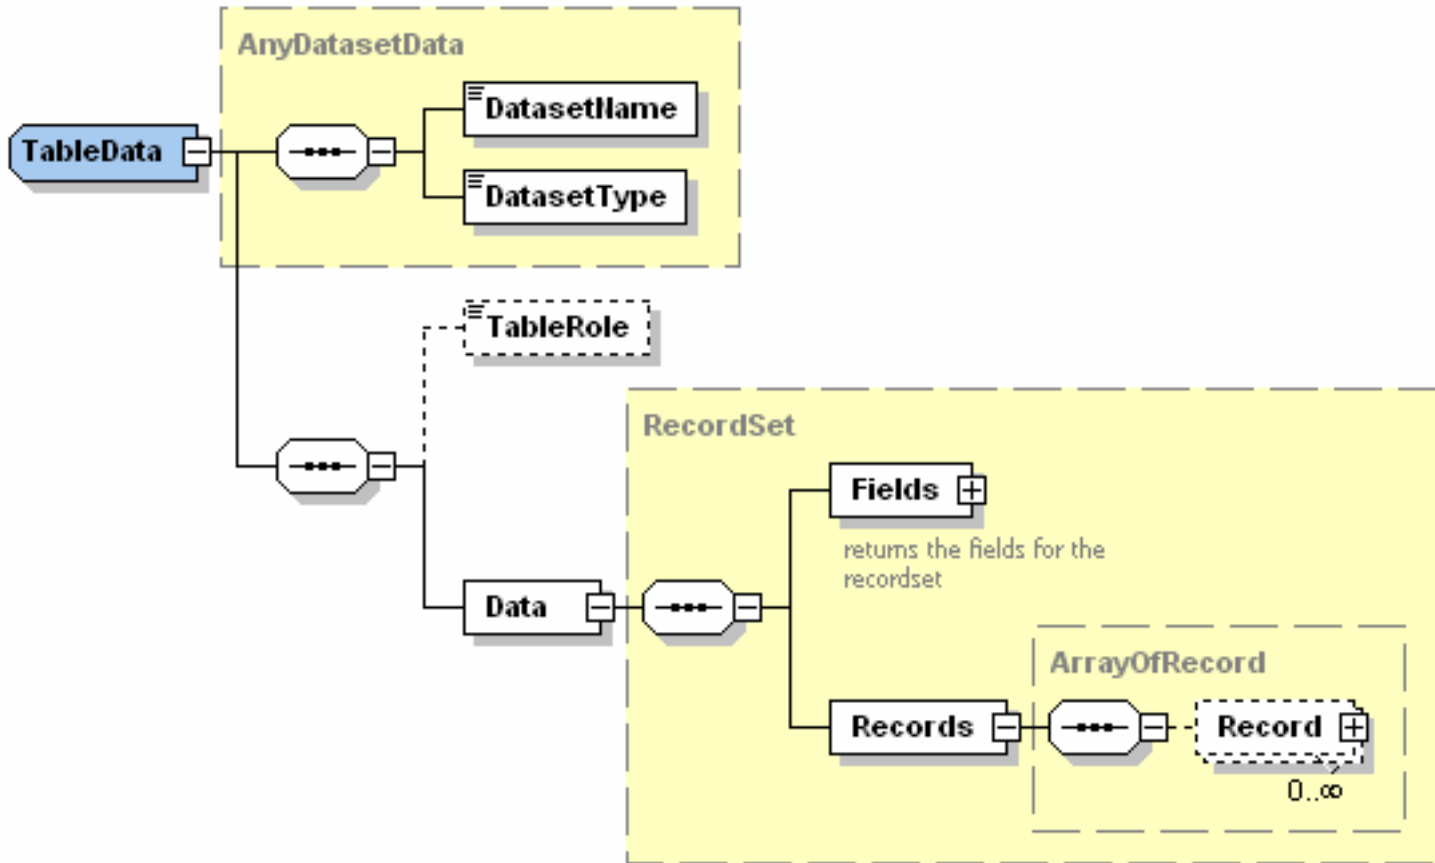 AnyDatasetData
DatasetName
TableData
DatasetType
TableRole
RecordSet
Fields
returns the fields for the
recordset
Data
ArrayOfRecord
Records
Record
0..∞